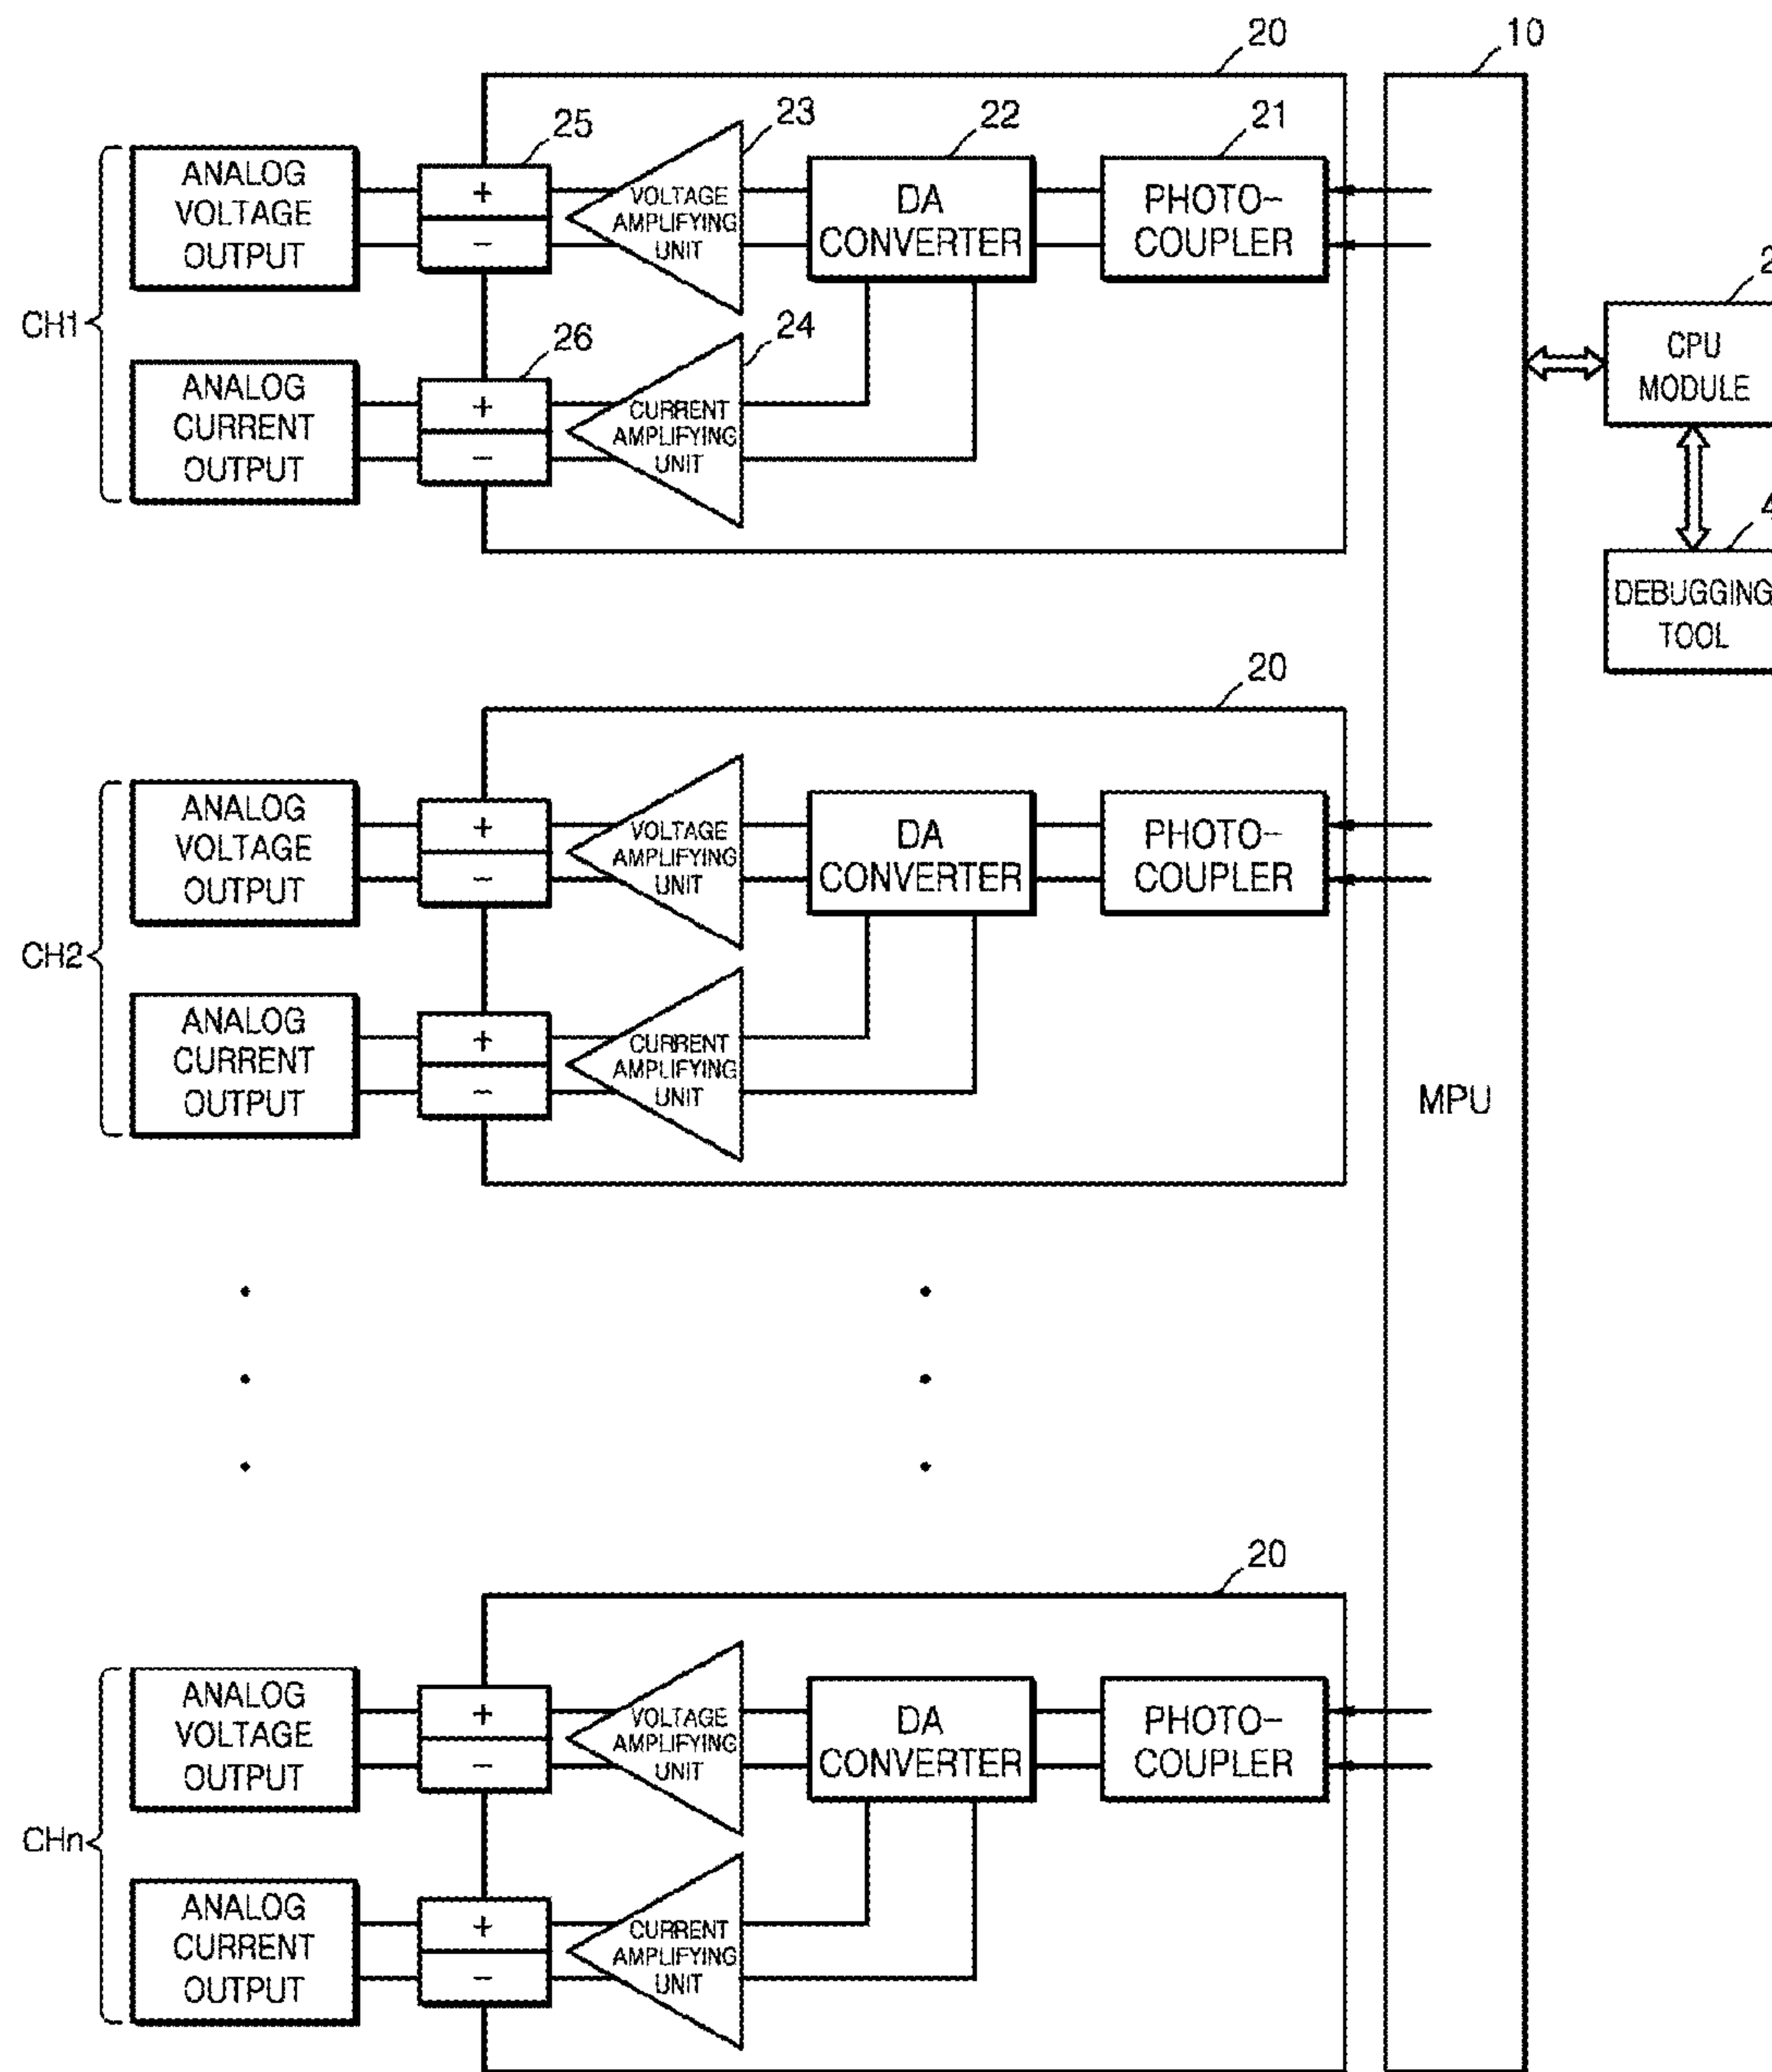 20
10
25
23
22
21
ANALOG
VOLTAGE
OUTPUT
+
−
VOLTAGE
AMPLIFYING
UNIT
DA
CONVERTER
PHOTO-
COUPLER
2
CPU
MODULE
CH1
26
24
ANALOG
CURRENT
OUTPUT
+
−
CURRENT
AMPLIFYING
UNIT
4
DEBUGGING
TOOL
20
ANALOG
VOLTAGE
OUTPUT
+
−
VOLTAGE
AMPLIFYING
UNIT
DA
CONVERTER
PHOTO-
COUPLER
CH2
ANALOG
CURRENT
OUTPUT
+
−
CURRENT
AMPLIFYING
UNIT
MPU
20
ANALOG
VOLTAGE
OUTPUT
+
−
VOLTAGE
AMPLIFYING
UNIT
DA
CONVERTER
PHOTO-
COUPLER
CHn
ANALOG
CURRENT
OUTPUT
+
−
CURRENT
AMPLIFYING
UNIT